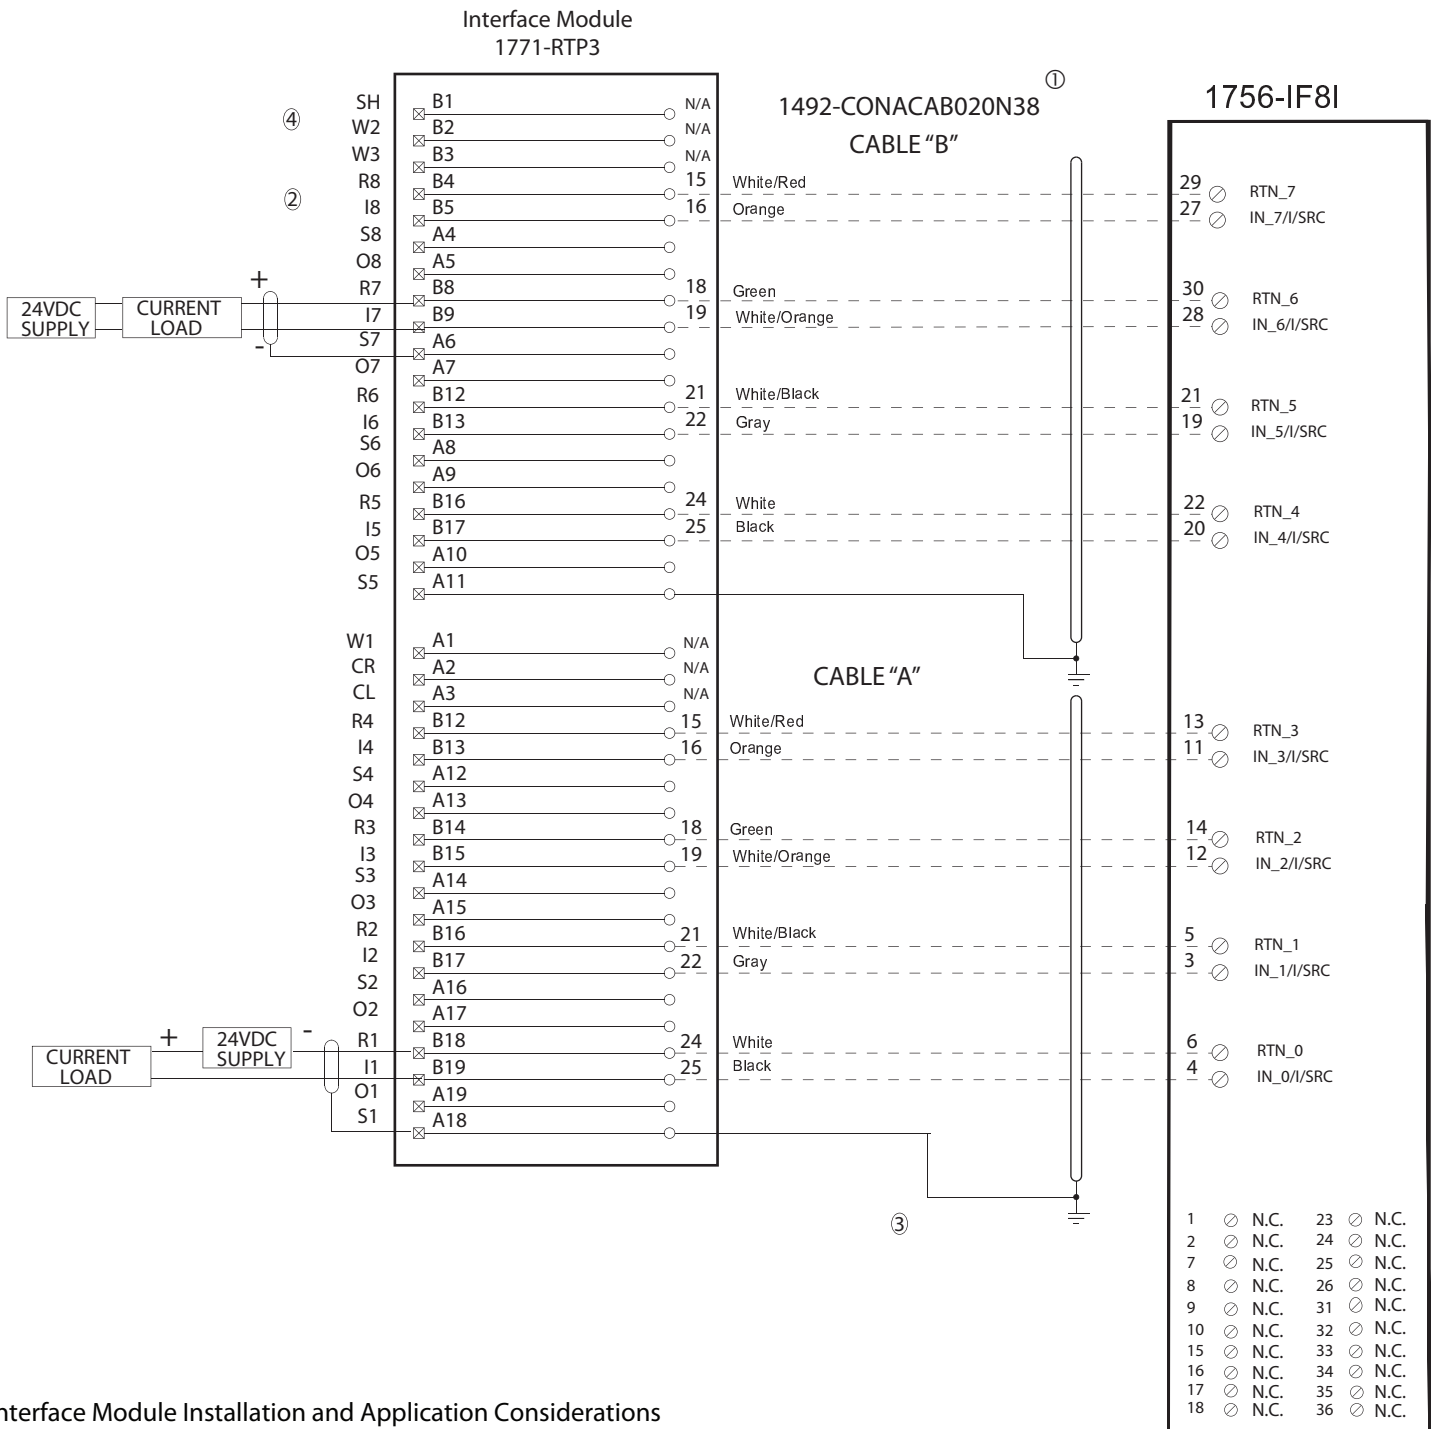 Interface Module
1771-RTP3
①
1492-CONACAB020N38
CABLE “B”
1756-IF8I
④
②
SH B1 N/A
W2 B2 N/A
W3 B3 N/A
R8 B4 15 White/Red 29 RTN_7
I8 B5 16 Orange 27 IN_7/I/SRC
S8 A4
O8 A5
+
24VDC SUPPLY
CURRENT LOAD
-
R7 B8 18 Green 30 RTN_6
I7 B9 19 White/Orange 28 IN_6/I/SRC
S7 A6
O7 A7
R6 B12 21 White/Black 21 RTN_5
I6 B13 22 Gray 19 IN_5/I/SRC
S6 A8
O6 A9
R5 B16 24 White 22 RTN_4
I5 B17 25 Black 20 IN_4/I/SRC
O5 A10
S5 A11
CABLE “A”
W1 A1 N/A
CR A2 N/A
CL A3 N/A
R4 B12 15 White/Red 13 RTN_3
I4 B13 16 Orange 11 IN_3/I/SRC
S4 A12
O4 A13
R3 B14 18 Green 14 RTN_2
I3 B15 19 White/Orange 12 IN_2/I/SRC
S3 A14
O3 A15
R2 B16 21 White/Black 5 RTN_1
I2 B17 22 Gray 3 IN_1/I/SRC
S2 A16
O2 A17
CURRENT LOAD
+
24VDC SUPPLY
-
R1 B18 24 White 6 RTN_0
I1 B19 25 Black 4 IN_0/I/SRC
O1 A19
S1 A18
③
1 N.C. 23 N.C.
2 N.C. 24 N.C.
7 N.C. 25 N.C.
8 N.C. 26 N.C.
9 N.C. 31 N.C.
10 N.C. 32 N.C.
15 N.C. 33 N.C.
16 N.C. 34 N.C.
17 N.C. 35 N.C.
18 N.C. 36 N.C.
nterface Module Installation and Application Considerations